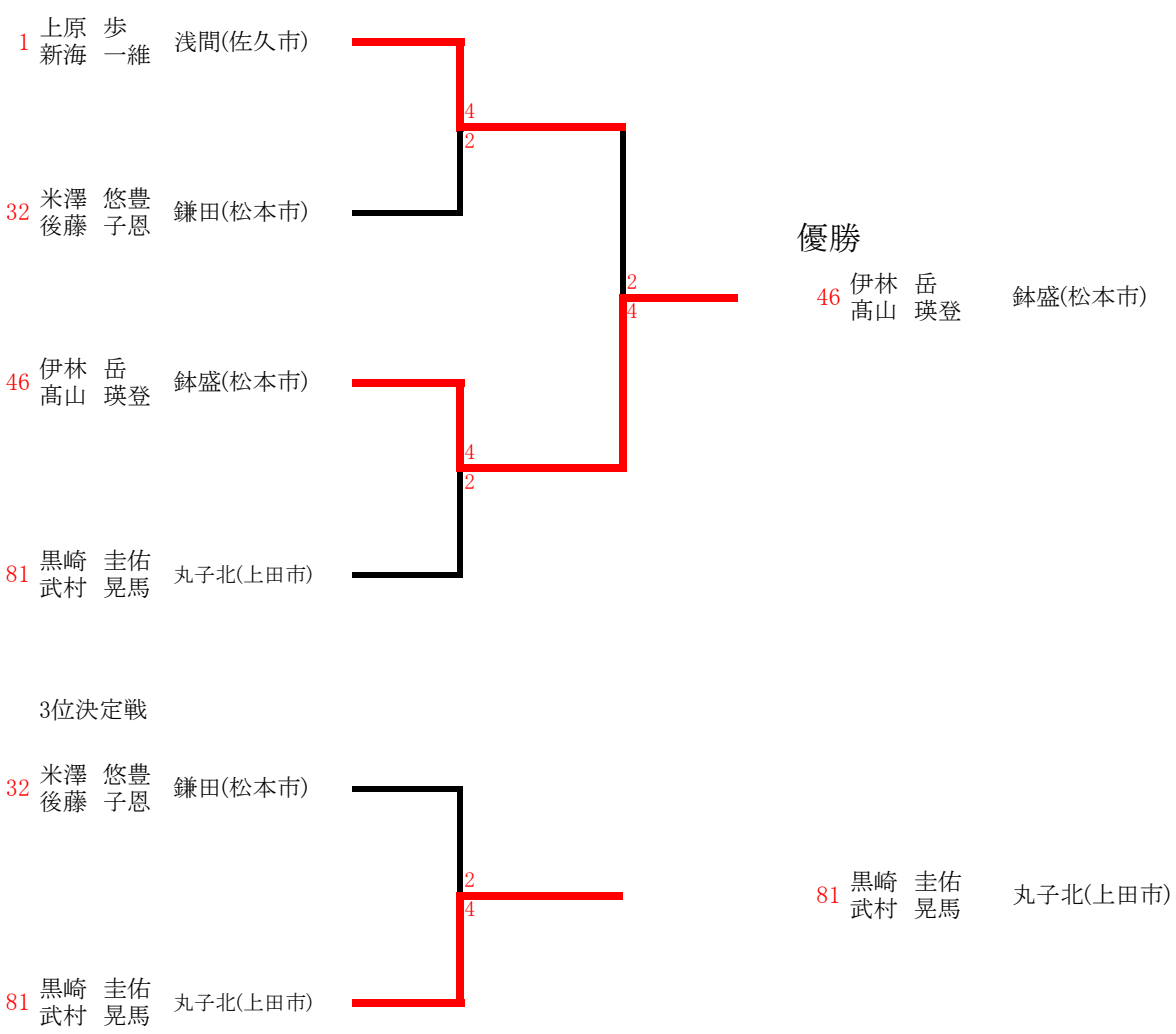 1 上原 歩 浅間(佐久市)
新海 一維
4
2
32 米澤 悠豊 鎌田(松本市)
後藤 子恩
優勝
2
4
46 伊林 岳 鉢盛(松本市)
髙山 瑛登
46 伊林 岳 鉢盛(松本市)
髙山 瑛登
4
2
81 黒崎 圭佑 丸子北(上田市)
武村 晃馬
3位決定戦
32 米澤 悠豊 鎌田(松本市)
後藤 子恩
2
4
81 黒崎 圭佑 丸子北(上田市)
武村 晃馬
81 黒崎 圭佑 丸子北(上田市)
武村 晃馬